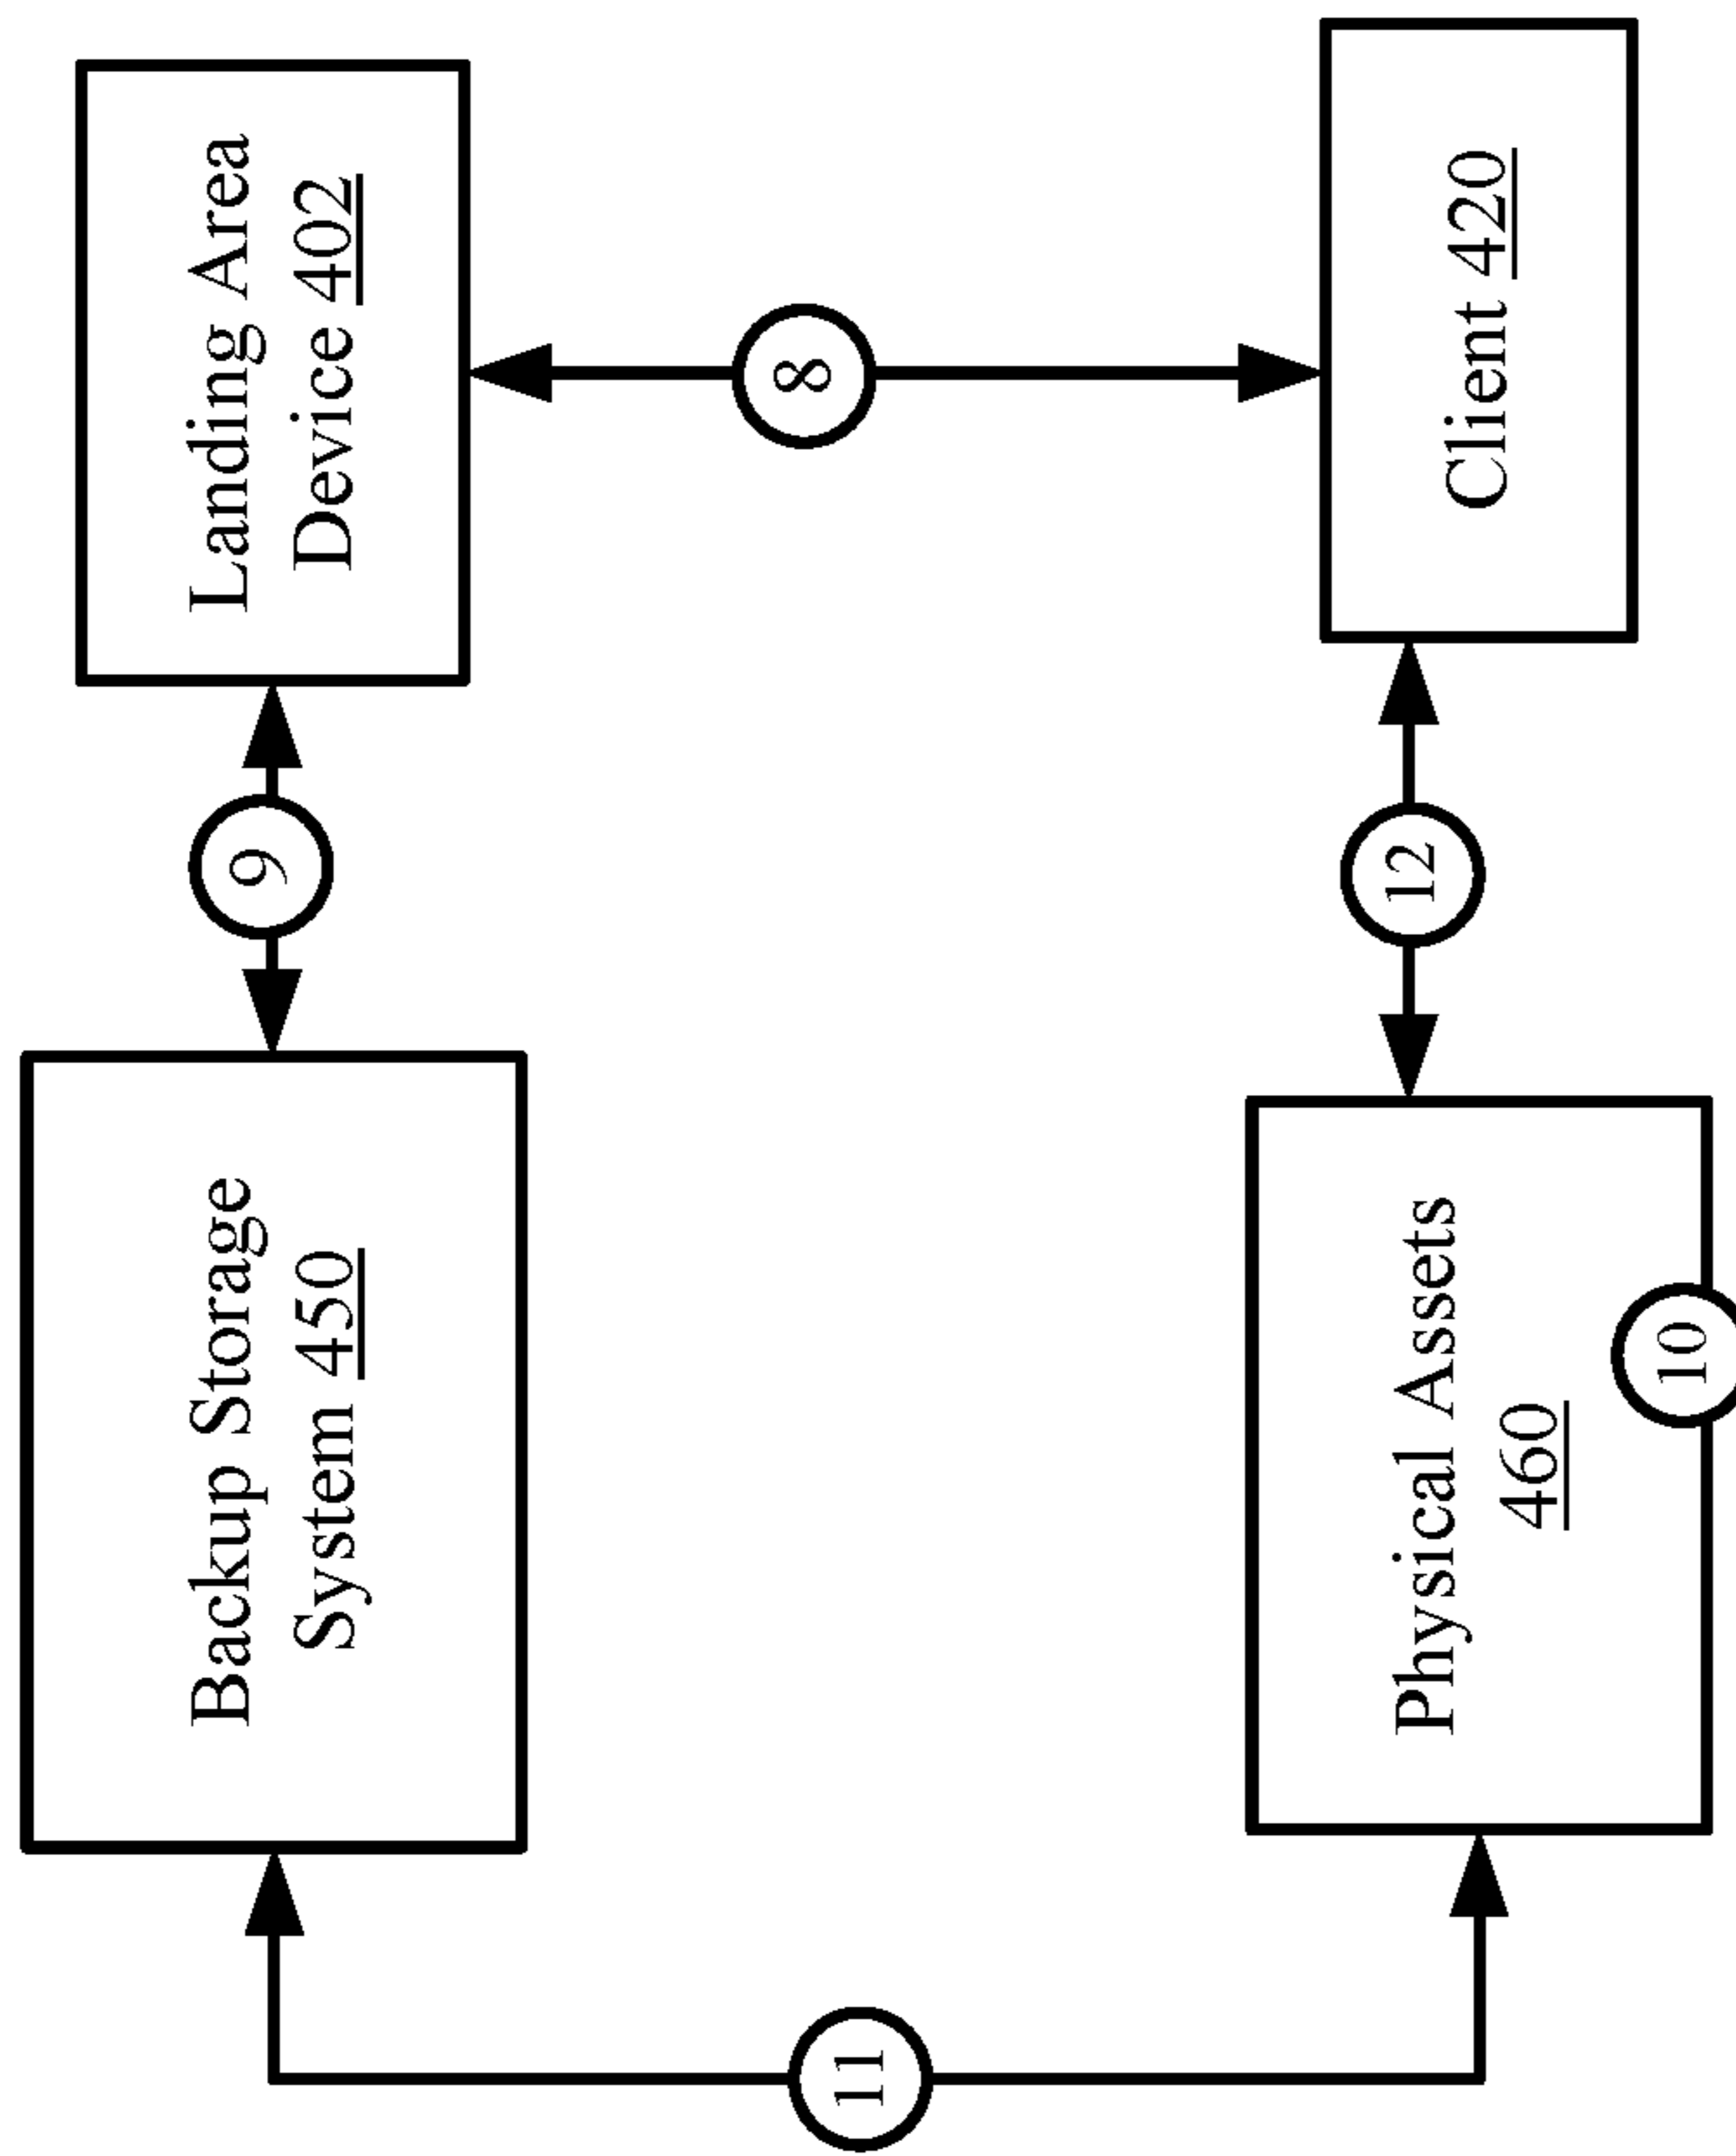 Backup Storage
System 450
9
Landing Area
Device 402
11
8
Physical Assets
460
10
12
Client 420